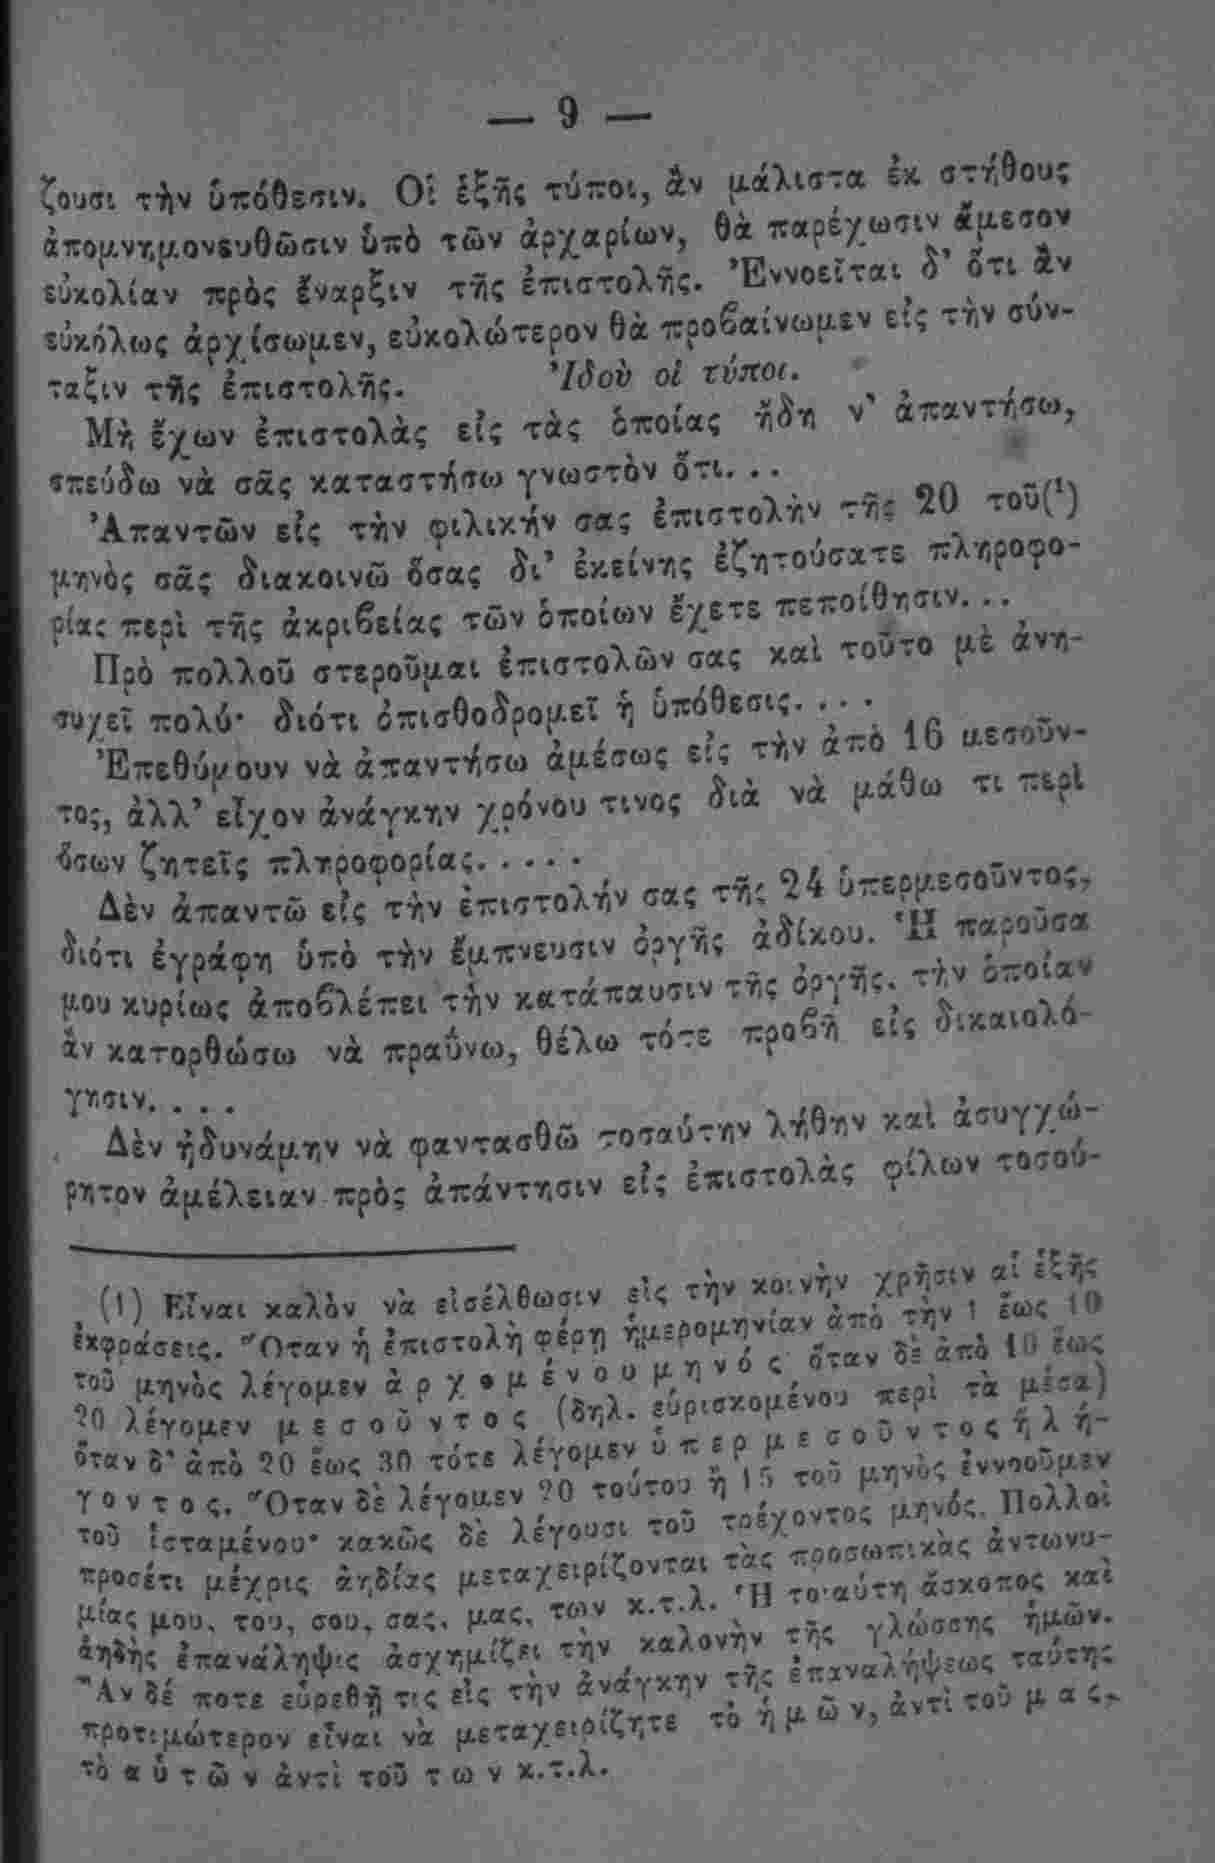 — 9 —
ζουσι τὴν ὑπόθεσιν. Οἱ ἑξῆς τύποι, ἂν μάλιστα ἐκ στήθους
ἀπομνημονευθῶσιν ὑπὸ τῶν ἀρχαρίων, θὰ παρέχωσιν ἄμεσον
εὐκολίαν πρὸς ἔναρξιν τῆς ἐπιστολῆς. Ἐννοεῖται δ' ὅτι ἂν
εὐκόλως ἀρχίσωμεν, εὐκολώτερον θὰ προβαίνωμεν εἰς τὴν σύν-
ταξιν τῆς ἐπιστολῆς. Ἰδοὺ οἱ τύποι.
Μὴ ἔχων ἐπιστολὰς εἰς τὰς ὁποίας ἤδη ν' ἀπαντήσω,
σπεύδω νὰ σᾶς καταστήσω γνωστὸν ὅτι. . .
Ἀπαντῶν εἰς τὴν φιλικήν σας ἐπιστολὴν τῆς 20 τοῦ(¹)
μηνὸς σᾶς διακοινῶ ὅσας δι' ἐκείνης ἐζητούσατε πληροφο-
ρίας περὶ τῆς ἀκριβείας τῶν ὁποίων ἔχετε πεποίθησιν. . .
Πρὸ πολλοῦ στεροῦμαι ἐπιστολῶν σας καὶ τοῦτο μὲ ἀνη-
συχεῖ πολύ· διότι ὀπισθοδρομεῖ ἡ ὑπόθεσις. . . .
Ἐπεθύμουν νὰ ἀπαντήσω ἀμέσως εἰς τὴν ἀπὸ 16 μεσοῦν-
τος, ἀλλ' εἶχον ἀνάγκην χρόνου τινος διὰ νὰ μάθω τι περὶ
ὅσων ζητεῖς πληροφορίας. . . . .
Δὲν ἀπαντῶ εἰς τὴν ἐπιστολήν σας τῆς 24 ὑπερμεσοῦντος,
διότι ἐγράφη ὑπὸ τὴν ἔμπνευσιν ὀργῆς ἀδίκου. Ἡ παροῦσα
μου κυρίως ἀποβλέπει τὴν κατάπαυσιν τῆς ὀργῆς. τὴν ὁποίαν
ἂν κατορθώσω νὰ πραΰνω, θέλω τότε προβῆ εἰς δικαιολό-
γησιν. . . .
Δὲν ἠδυνάμην νὰ φαντασθῶ τοσαύτην λήθην καὶ ἀσυγχώ-
ρητον ἀμέλειαν πρὸς ἀπάντησιν εἰς ἐπιστολὰς φίλων τοσού-
(1) Εἶναι καλὸν νὰ εἰσέλθωσιν εἰς τὴν κοινὴν χρῆσιν αἱ ἑξῆς
ἐκφράσεις. Ὅταν ἡ ἐπιστολὴ φέρῃ ἡμερομηνίαν ἀπὸ τὴν 1 ἕως 10
τοῦ μηνὸς λέγομεν ἀ ρ χ ο μ έ ν ο υ μ η ν ό ς· ὅταν δὲ ἀπὸ 10 ἕως
20 λέγομεν μ ε σ ο ῦ ν τ ο ς (δηλ. εὑρισκομένου περὶ τὰ μέσα)
ὅταν δ' ἀπὸ 20 ἕως 30 τότε λέγομεν ὑ π ε ρ μ ε σ ο ῦ ν τ ο ς ἢ λ ή-
γ ο ν τ ο ς. Ὅταν δὲ λέγομεν 20 τούτου ἢ 15 τοῦ μηνὸς ἐννοοῦμεν
τοῦ ἱσταμένου· κακῶς δὲ λέγουσι τοῦ τρέχοντος μηνός. Πολλοὶ
προσέτι μέχρις ἀηδίας μεταχειρίζονται τὰς προσωπικὰς ἀντωνυ-
μίας μου, του, σου, σας, μας, των κ.τ.λ. Ἡ τοιαύτη ἄσκοπος καὶ
ἀηδὴς ἐπανάληψις ἀσχημίζει τὴν καλονὴν τῆς γλώσσης ἡμῶν.
Ἂν δέ ποτε εὑρεθῇ τις εἰς τὴν ἀνάγκην τῆς ἐπαναλήψεως ταύτης
προτιμώτερον εἶναι νὰ μεταχειρίζητε τὸ ἡ μ ῶ ν, ἀντὶ τοῦ μ α ς,
τὸ α ὑ τ ῶ ν ἀντὶ τοῦ τ ω ν κ.τ.λ.